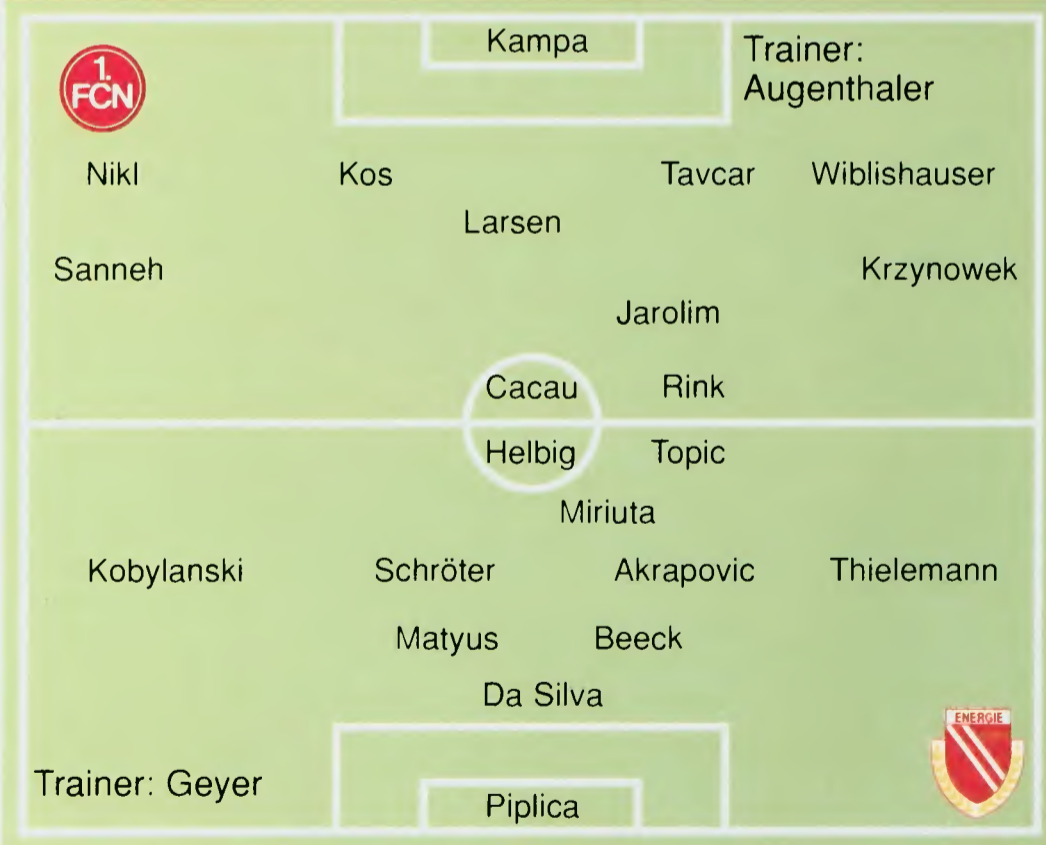 Kampa
Trainer:
Augenthaler
1.
FCN
Nikl Kos Tavcar Wiblishauser
Larsen
Sanneh Krzynowek
Jarolim
Cacau Rink
Helbig Topic
Miriuta
Kobylanski Schröter Akrapovic Thielemann
Matyus Beeck
Da Silva
ENERGIE
Trainer: Geyer
Piplica